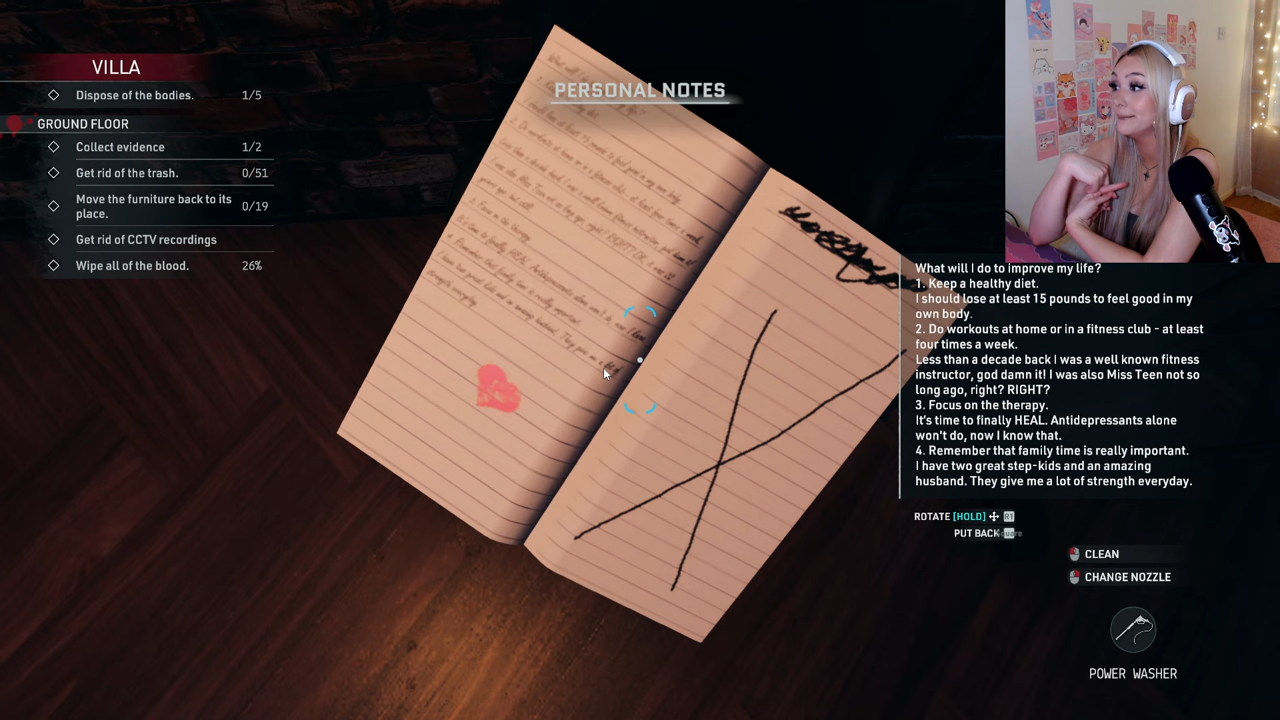 VILLA
Dispose of the bodies. 1/5
GROUND FLOOR
Collect evidence 1/2
Get rid of the trash. 0/51
Move the furniture back to its
place. 0/19
Get rid of CCTV recordings
Wipe all of the blood. 26%
PERSONAL NOTES
What will I do to improve my life?
1. Keep a healthy diet.
I should lose at least 15 pounds to feel good in my
own body.
2. Do workouts at home or in a fitness club - at least
four times a week.
Less than a decade back I was a well known fitness
instructor, god damn it! I was also Miss Teen not so
long ago, right? RIGHT?
3. Focus on the therapy.
It's time to finally HEAL. Antidepressants alone
won't do, now I know that.
4. Remember that family time is really important.
I have two great step-kids and an amazing
husband. They give me a lot of strength everyday.
ROTATE [HOLD] R1
PUT BACK
CLEAN
CHANGE NOZZLE
POWER WASHER